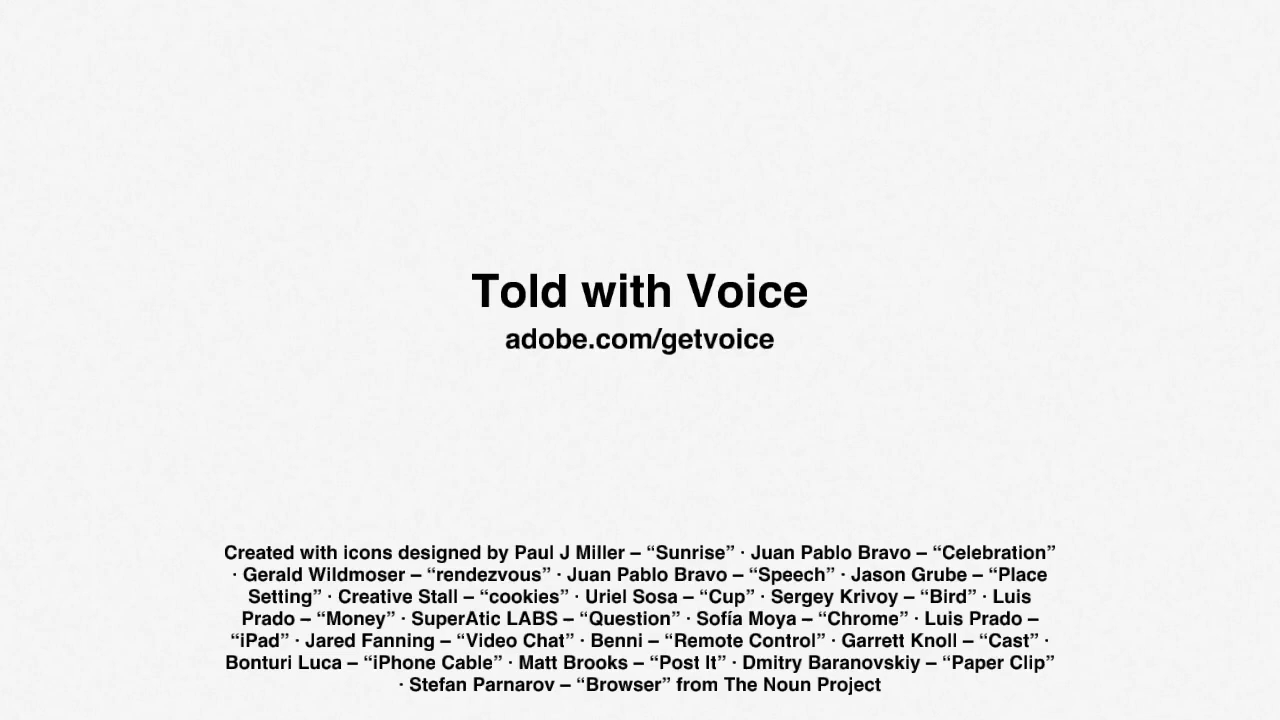 Told with Voice
adobe.com/getvoice
Created with icons designed by Paul J Miller – “Sunrise” · Juan Pablo Bravo – “Celebration”
· Gerald Wildmoser – “rendezvous” · Juan Pablo Bravo – “Speech” · Jason Grube – “Place
Setting” · Creative Stall – “cookies” · Uriel Sosa – “Cup” · Sergey Krivoy – “Bird” · Luis
Prado – “Money” · SuperAtic LABS – “Question” · Sofía Moya – “Chrome” · Luis Prado –
“iPad” · Jared Fanning – “Video Chat” · Benni – “Remote Control” · Garrett Knoll – “Cast” ·
Bonturi Luca – “iPhone Cable” · Matt Brooks – “Post It” · Dmitry Baranovskiy – “Paper Clip”
· Stefan Parnarov – “Browser” from The Noun Project